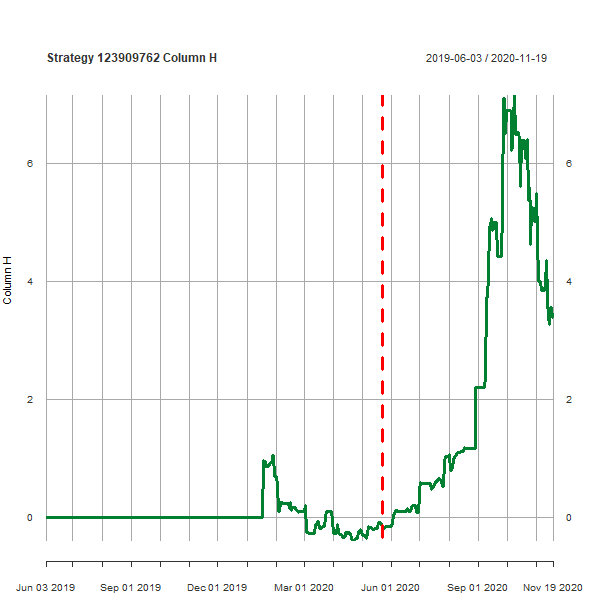 Strategy 123909762 Column H
2019-06-03 / 2020-11-19
Column H
6
6
4
4
2
2
0
0
Jun 03 2019
Sep 01 2019
Dec 01 2019
Mar 01 2020
Jun 01 2020
Sep 01 2020
Nov 19 2020